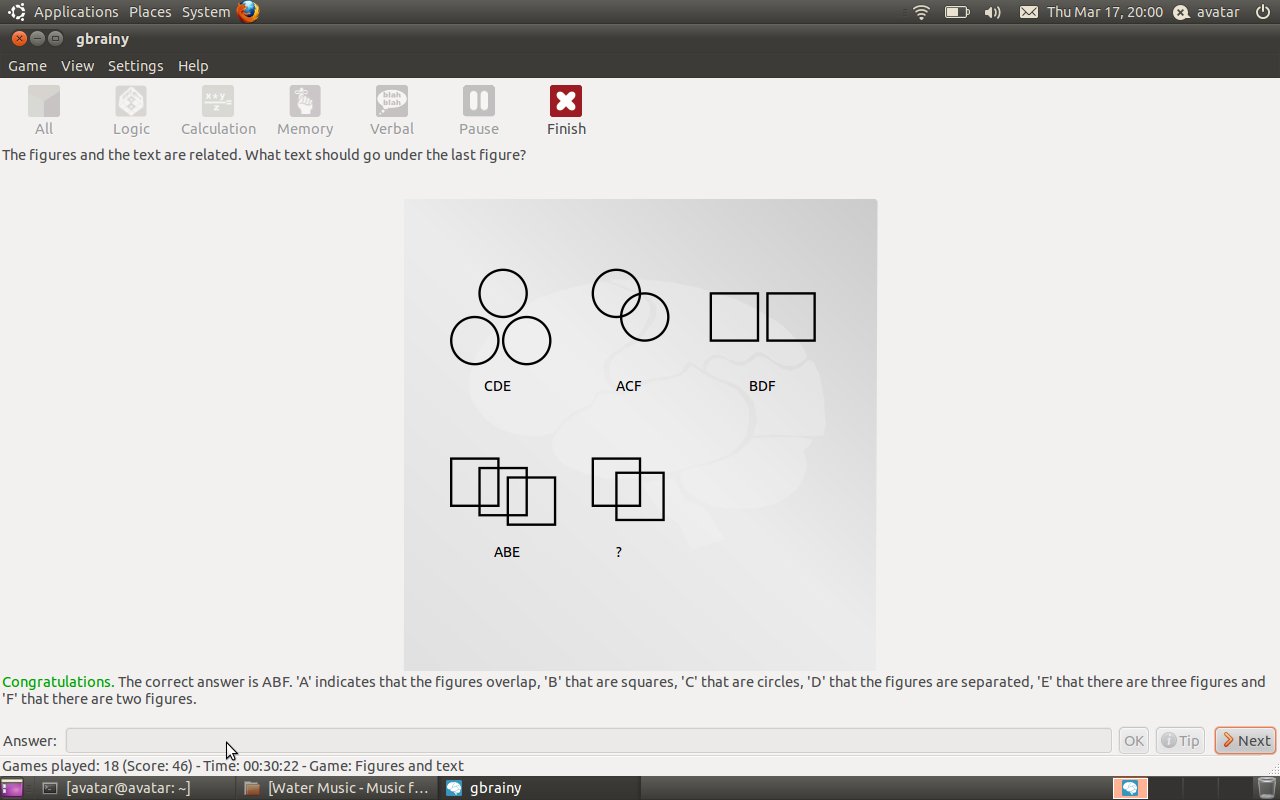 Applications Places System Thu Mar 17, 20:00 avatar
gbrainy
Game View Settings Help
x+y
z
blah
blah
All Logic Calculation Memory Verbal Pause Finish
The figures and the text are related. What text should go under the last figure?
CDE ACF BDF
ABE ?
Congratulations. The correct answer is ABF. 'A' indicates that the figures overlap, 'B' that are squares, 'C' that are circles, 'D' that the figures are separated, 'E' that there are three figures and
'F' that there are two figures.
Answer: OK Tip Next
Games played: 18 (Score: 46) - Time: 00:30:22 - Game: Figures and text
[avatar@avatar: ~] [Water Music - Music f... gbrainy